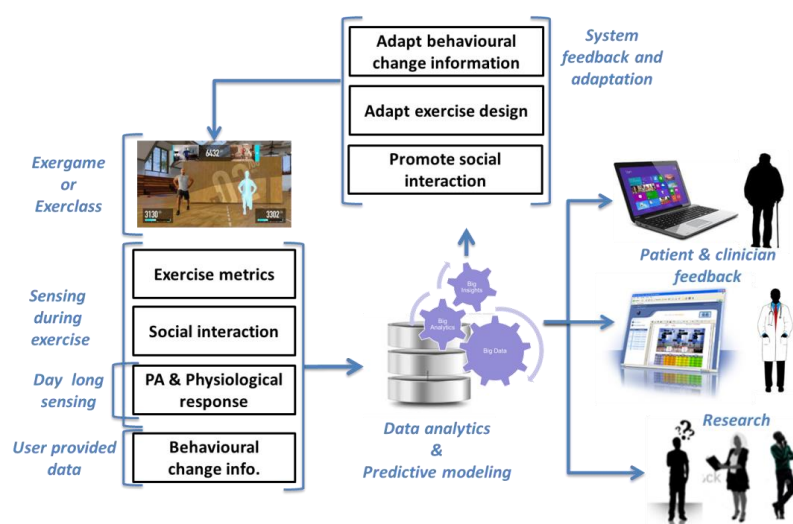 Adapt behavioural
change information
Adapt exercise design
Promote social
interaction
System
feedback and
adaptation
Exergame
or
Exerclass
6432
3130
3302
Exercise metrics
Social interaction
PA & Physiological
response
Behavioural
change info.
Sensing
during
exercise
Day long
sensing
User provided
data
Big
Insights
Big
Analytics
Big Data
Data analytics
&
Predictive modeling
Patient & clinician
feedback
Research
???